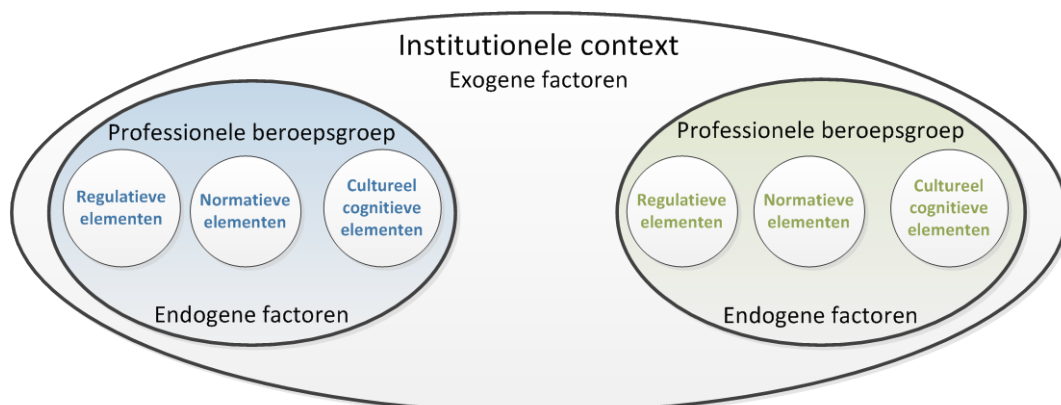 Institutionele context
Exogene factoren
Professionele beroepsgroep
Regulatieve
elementen
Normatieve
elementen
Cultureel
cognitieve
elementen
Endogene factoren
Professionele beroepsgroep
Regulatieve
elementen
Normatieve
elementen
Cultureel
cognitieve
elementen
Endogene factoren